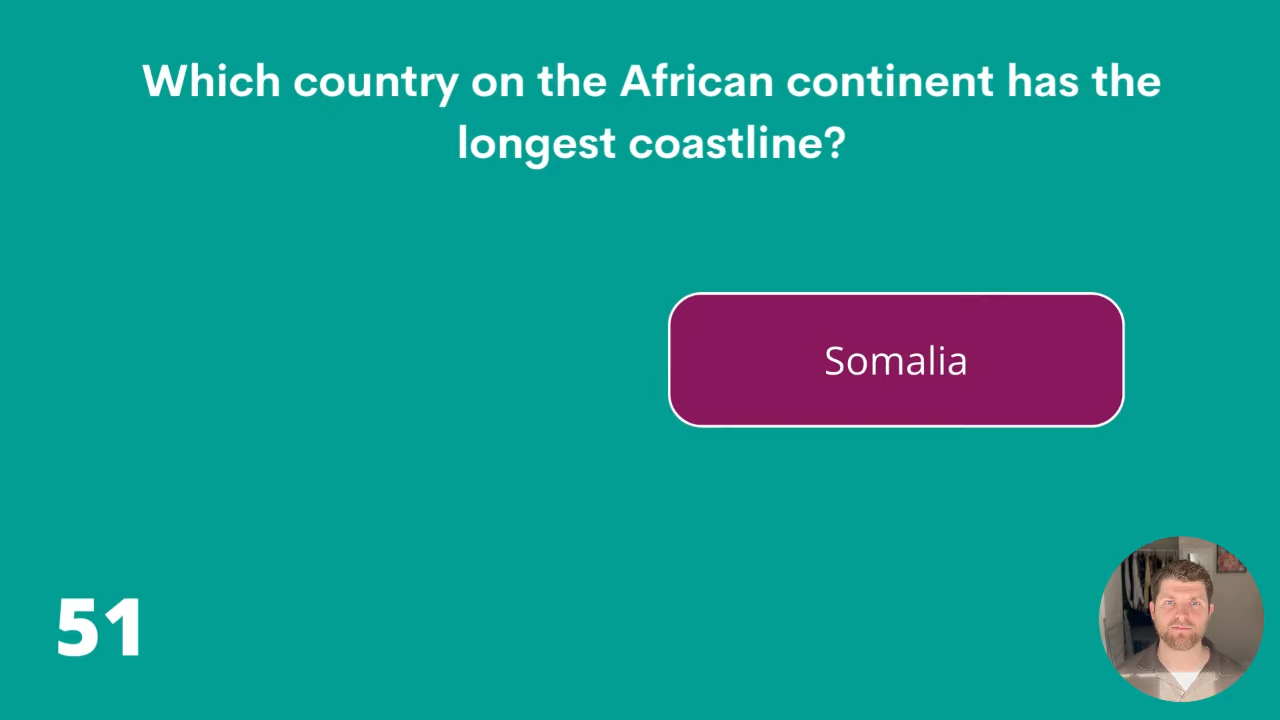 Which country on the African continent has the
longest coastline?
Somalia
51